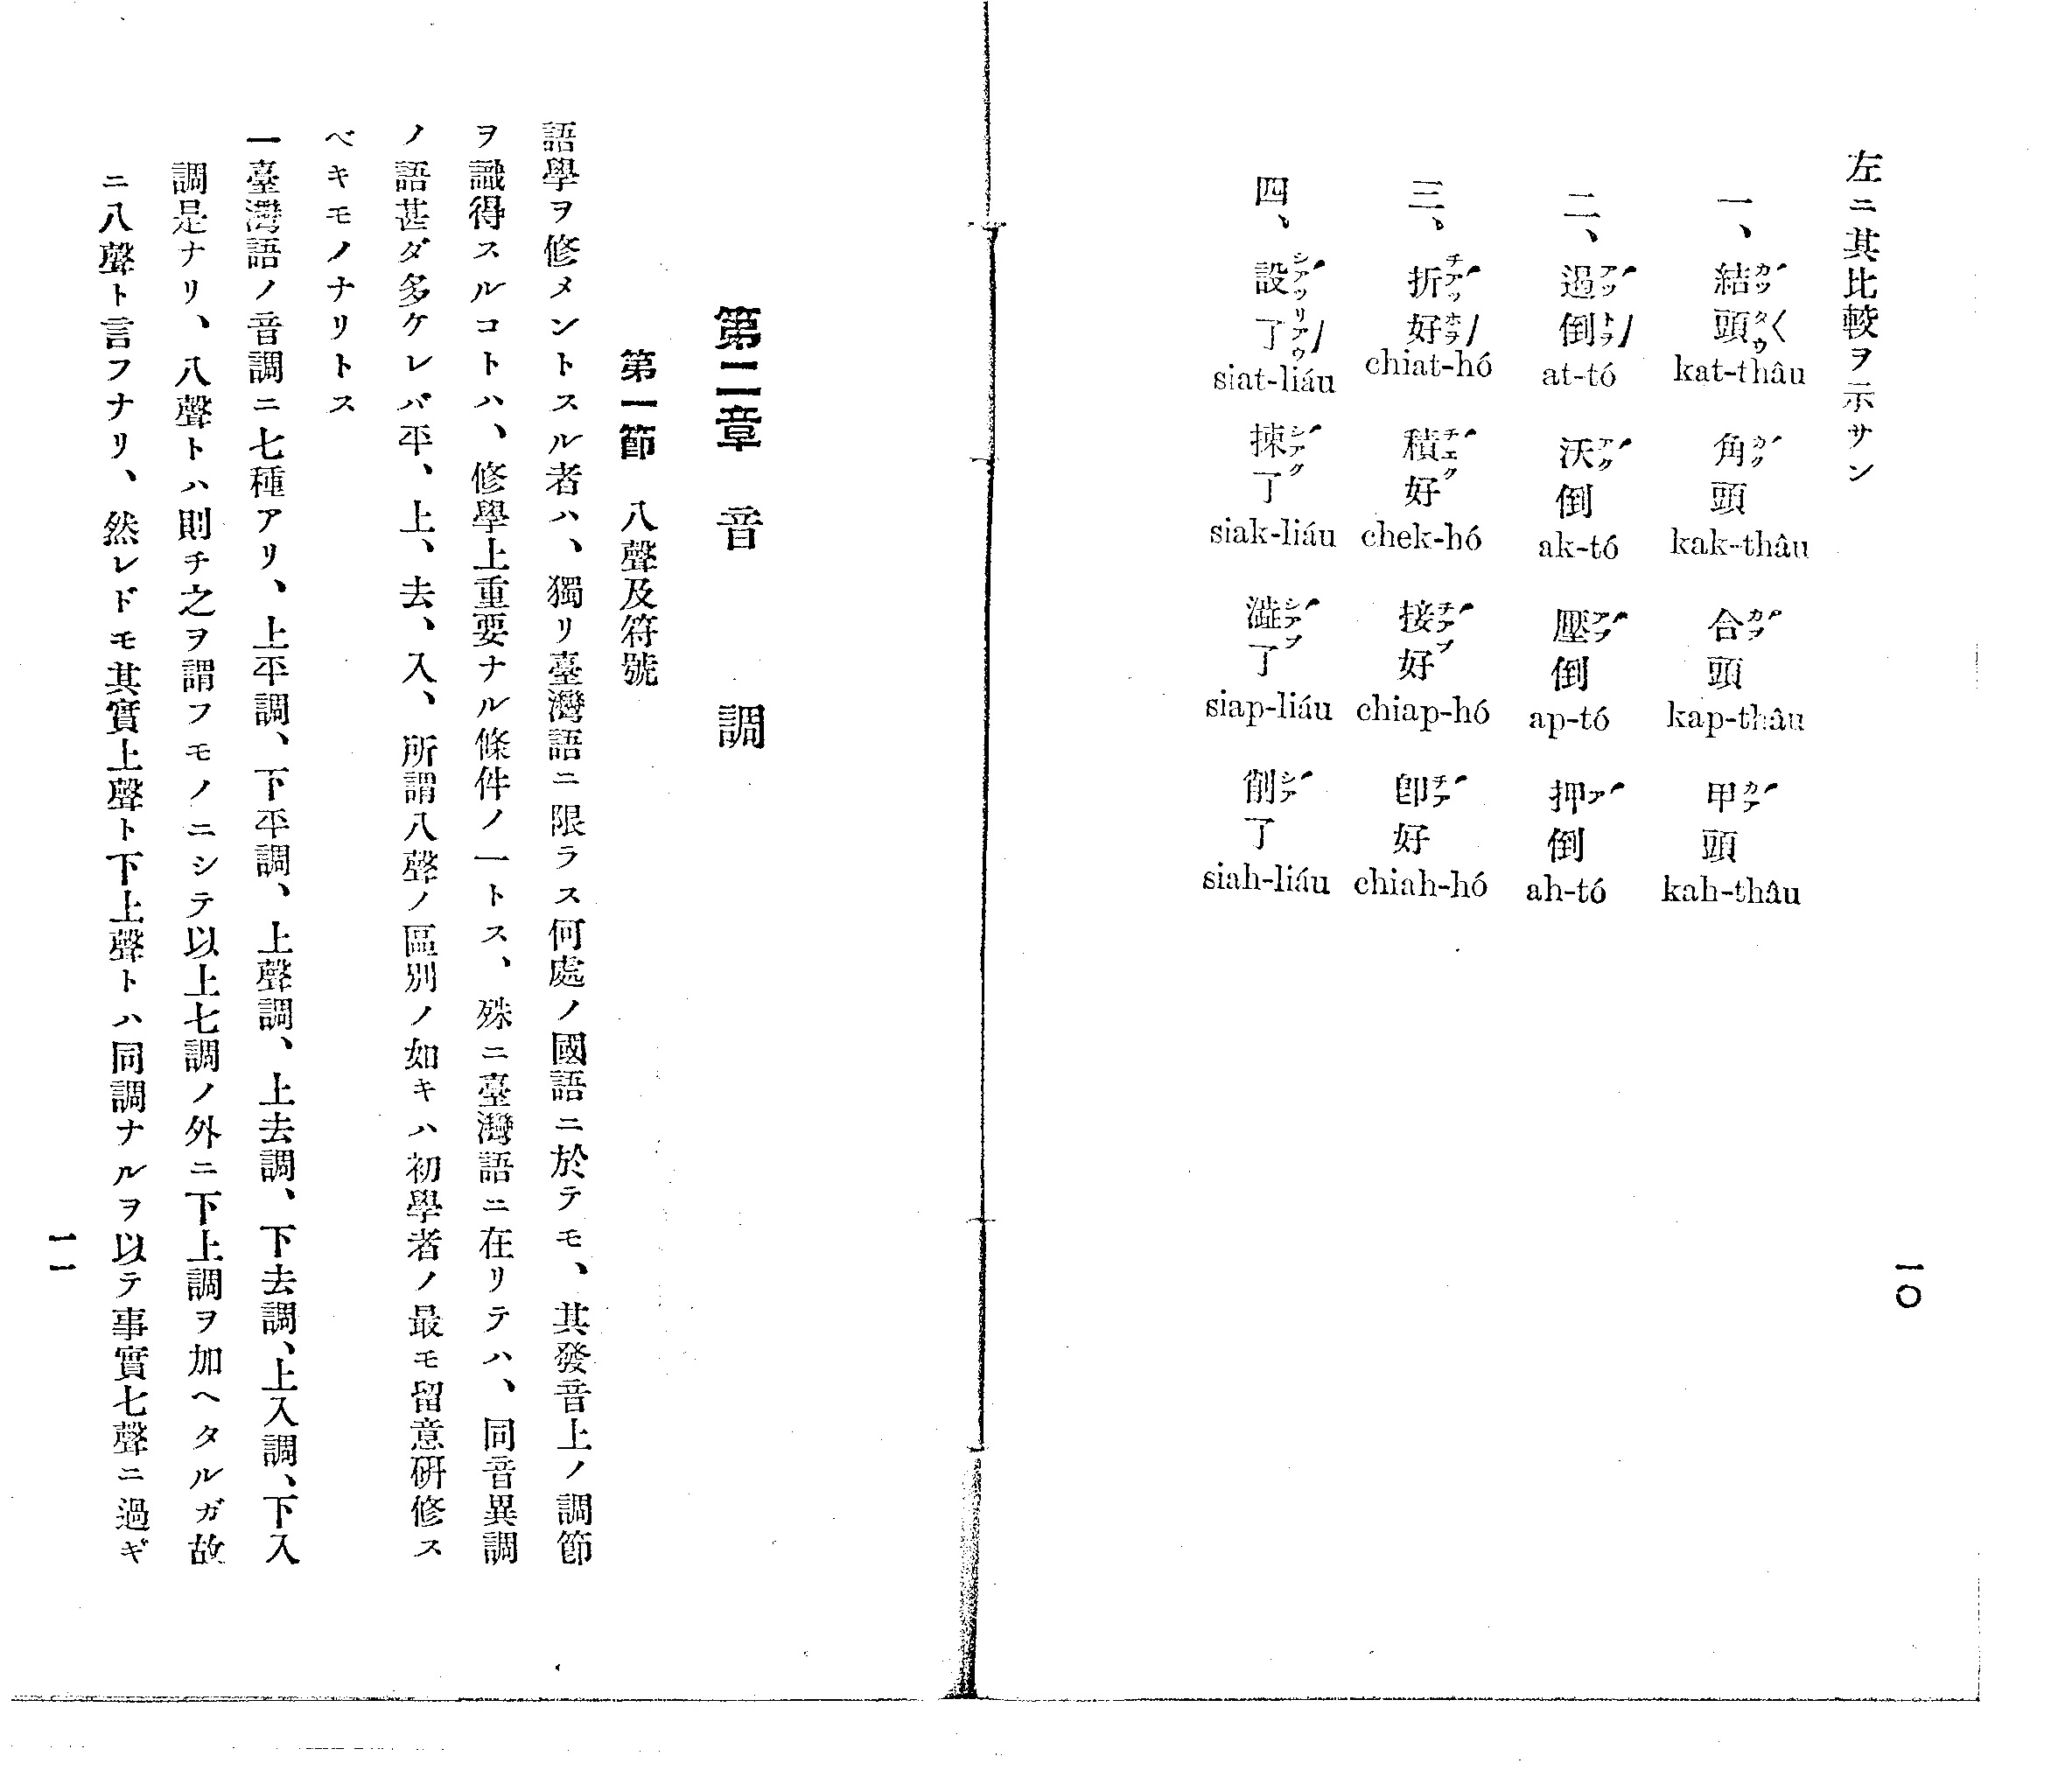 一〇
左ニ其比較ヲ示サン
一、結頭 kat-thâu 角頭 kak-thâu 合頭 kap-thâu 甲頭 kah-thâu
二、遏倒 at-tó 沃倒 ak-tó 壓倒 ap-tó 押倒 ah-tó
三、折好 chiat-hó 積好 chek-hó 接好 chiap-hó 卽好 chiah-hó
四、設了 siat-liáu 揀了 siak-liáu 澁了 siap-liáu 削了 siah-liáu
第二章 音 調
第一節 八聲及符號
語學ヲ修メントスル者ハ、獨リ臺灣語ニ限ラス何處ノ國語ニ於テモ、其發音上ノ調節
ヲ識得スルコトハ、修學上重要ナル條件ノ一トス、殊ニ臺灣語ニ在リテハ、同音異調
ノ語甚ダ多ケレバ平、上、去、入、所謂八聲ノ區別ノ如キハ初學者ノ最モ留意硏修ス
ベキモノナリトス
一臺灣語ノ音調ニ七種アリ、上平調、下平調、上聲調、上去調、下去調、上入調、下入
調是ナリ、八聲トハ則チ之ヲ謂フモノニシテ以上七調ノ外ニ下上調ヲ加ヘタルガ故
ニ八聲ト言フナリ、然レドモ其實上聲ト下上聲トハ同調ナルヲ以テ事實七聲ニ過ギ
一一